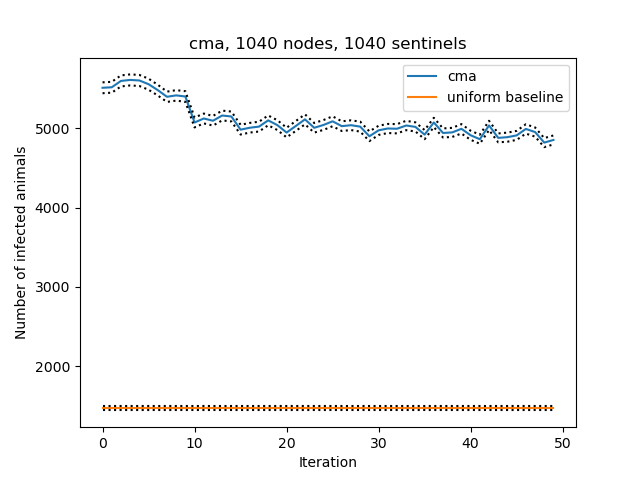 cma, 1040 nodes, 1040 sentinels
cma
uniform baseline
Number of infected animals
5000
4000
3000
2000
0 10 20 30 40 50
Iteration